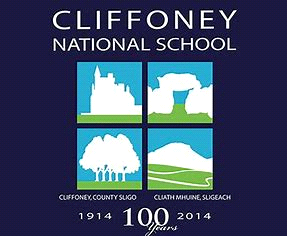 CLIFFONEY
NATIONAL SCHOOL
CLIFFONEY, COUNTY SLIGO CLIATH MHUINE, SLIGEACH
1914 100 Years 2014